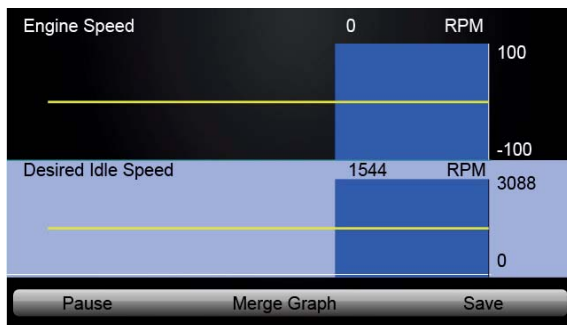 Engine Speed 0 RPM
100
-100
Desired Idle Speed 1544 RPM
3088
0
Pause Merge Graph Save